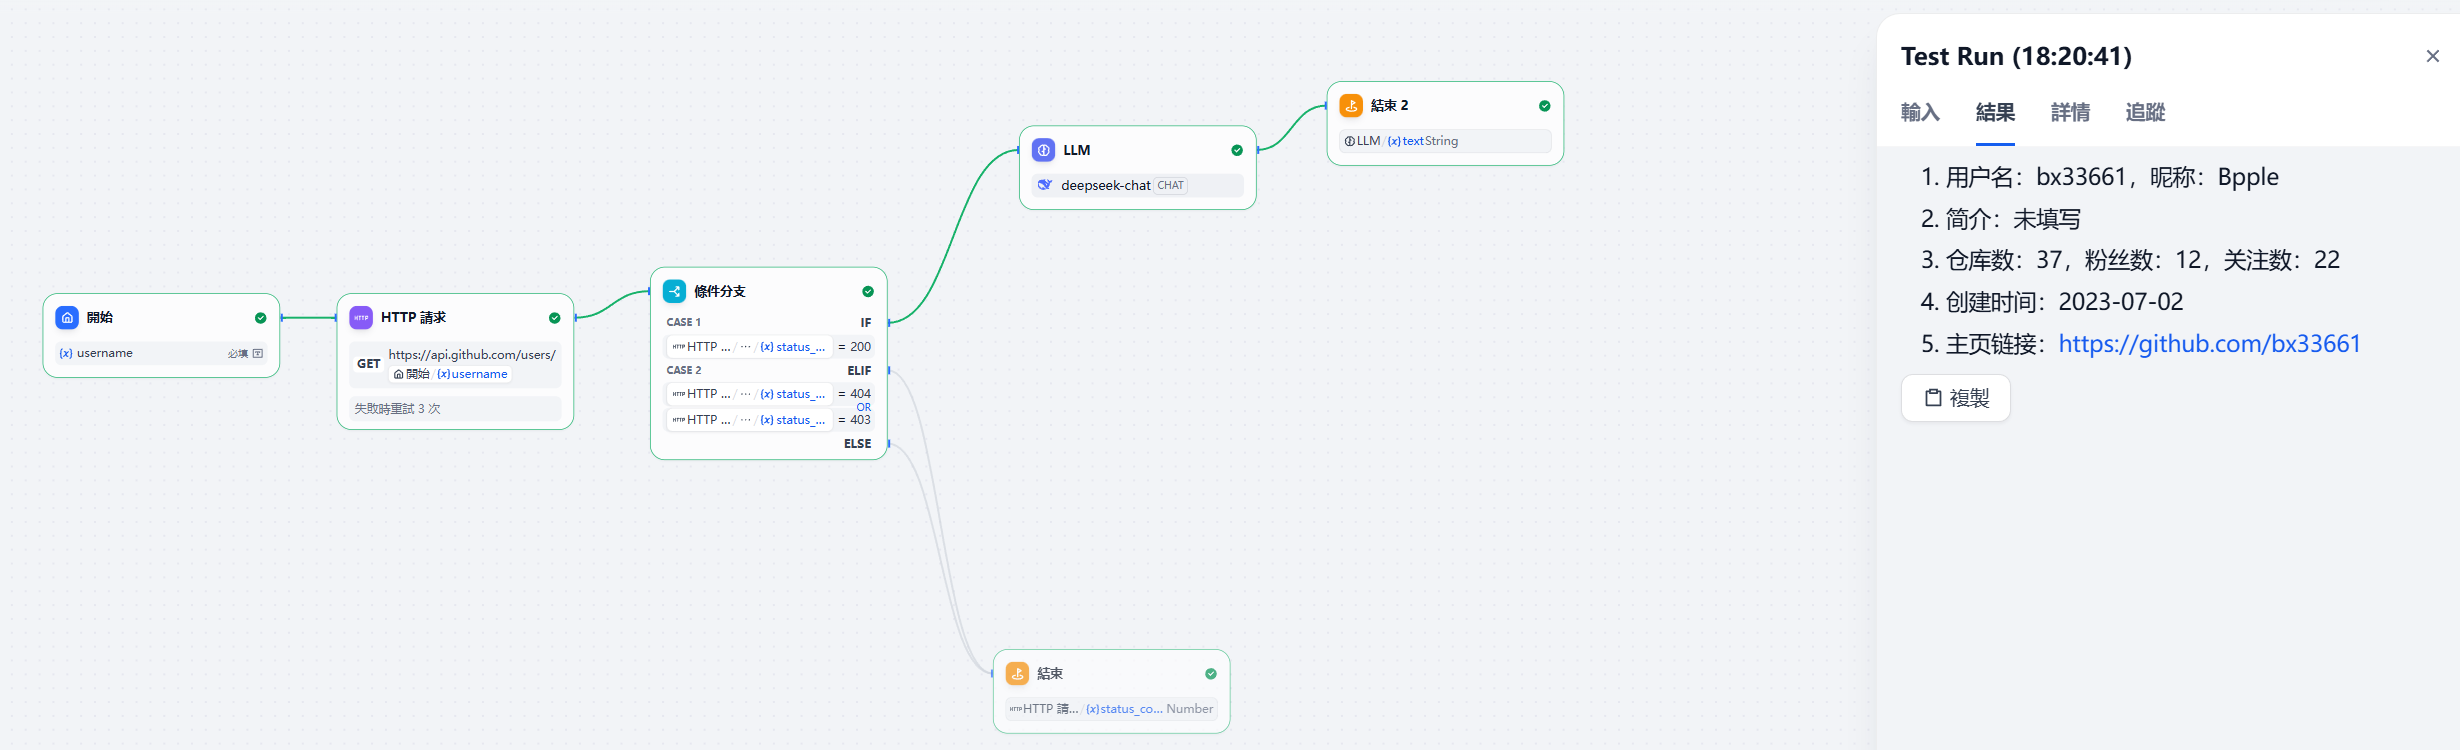 開始
username
必填
HTTP 請求
GET
https://api.github.com/users/
開始/(x)username
失敗時重試 3 次
條件分支
CASE 1
IF
HTTP HTTP ... / ··· / (x) status_... = 200
CASE 2
ELIF
HTTP HTTP ... / ··· / (x) status_... = 404
OR
HTTP HTTP ... / ··· / (x) status_... = 403
ELSE
LLM
deepseek-chat CHAT
結束 2
LLM / (x) text String
結束
HTTP HTTP 請... / (x) status_co... Number
Test Run (18:20:41)
輸入 結果 詳情 追蹤
1. 用户名：bx33661，昵称：Bpple
2. 简介：未填写
3. 仓库数：37，粉丝数：12，关注数：22
4. 创建时间：2023-07-02
5. 主页链接：https://github.com/bx33661
複製